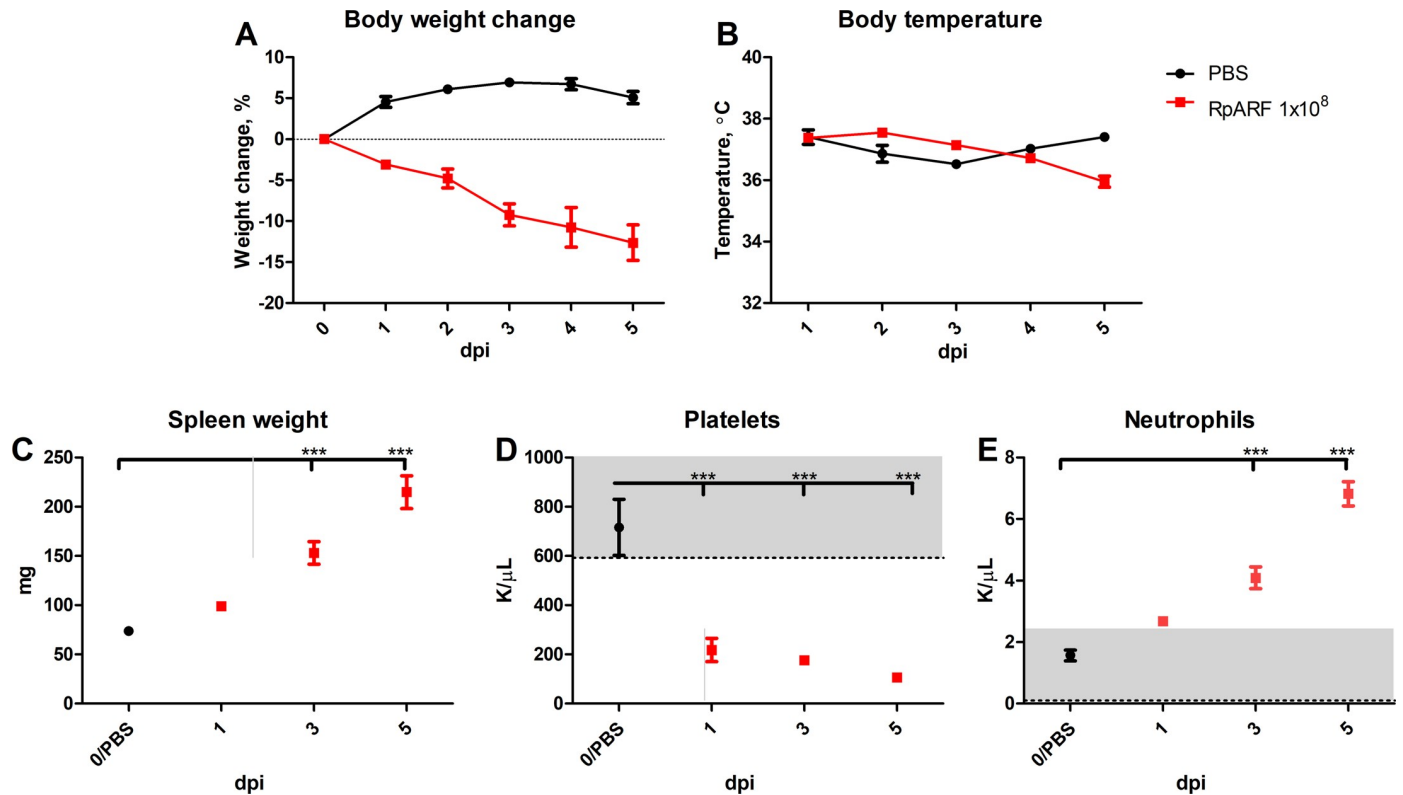 A Body weight change
Weight change, %
10
5
0
-5
-10
-15
-20
0 1 2 3 4 5
dpi
B Body temperature
Temperature, °C
40
38
36
34
32
1 2 3 4 5
dpi
PBS
RpARF 1x10⁸
C Spleen weight
*** ***
mg
250
200
150
100
50
0
0/PBS 1 3 5
dpi
D Platelets
*** *** ***
K/μL
1000
800
600
400
200
0
0/PBS 1 3 5
dpi
E Neutrophils
*** ***
K/μL
8
6
4
2
0
0/PBS 1 3 5
dpi